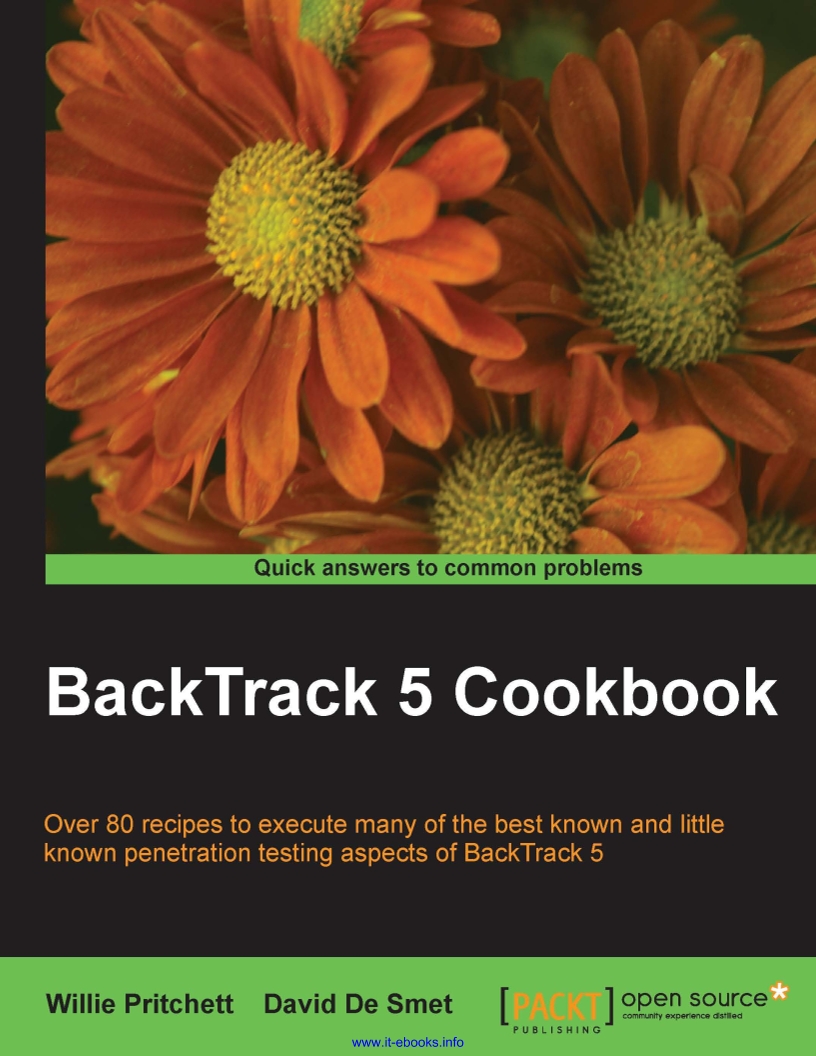 Quick answers to common problems
BackTrack 5 Cookbook
Over 80 recipes to execute many of the best known and little
known penetration testing aspects of BackTrack 5
Willie Pritchett David De Smet
[PACKT]
PUBLISHING
open source*
community experience distilled
www.it-ebooks.info